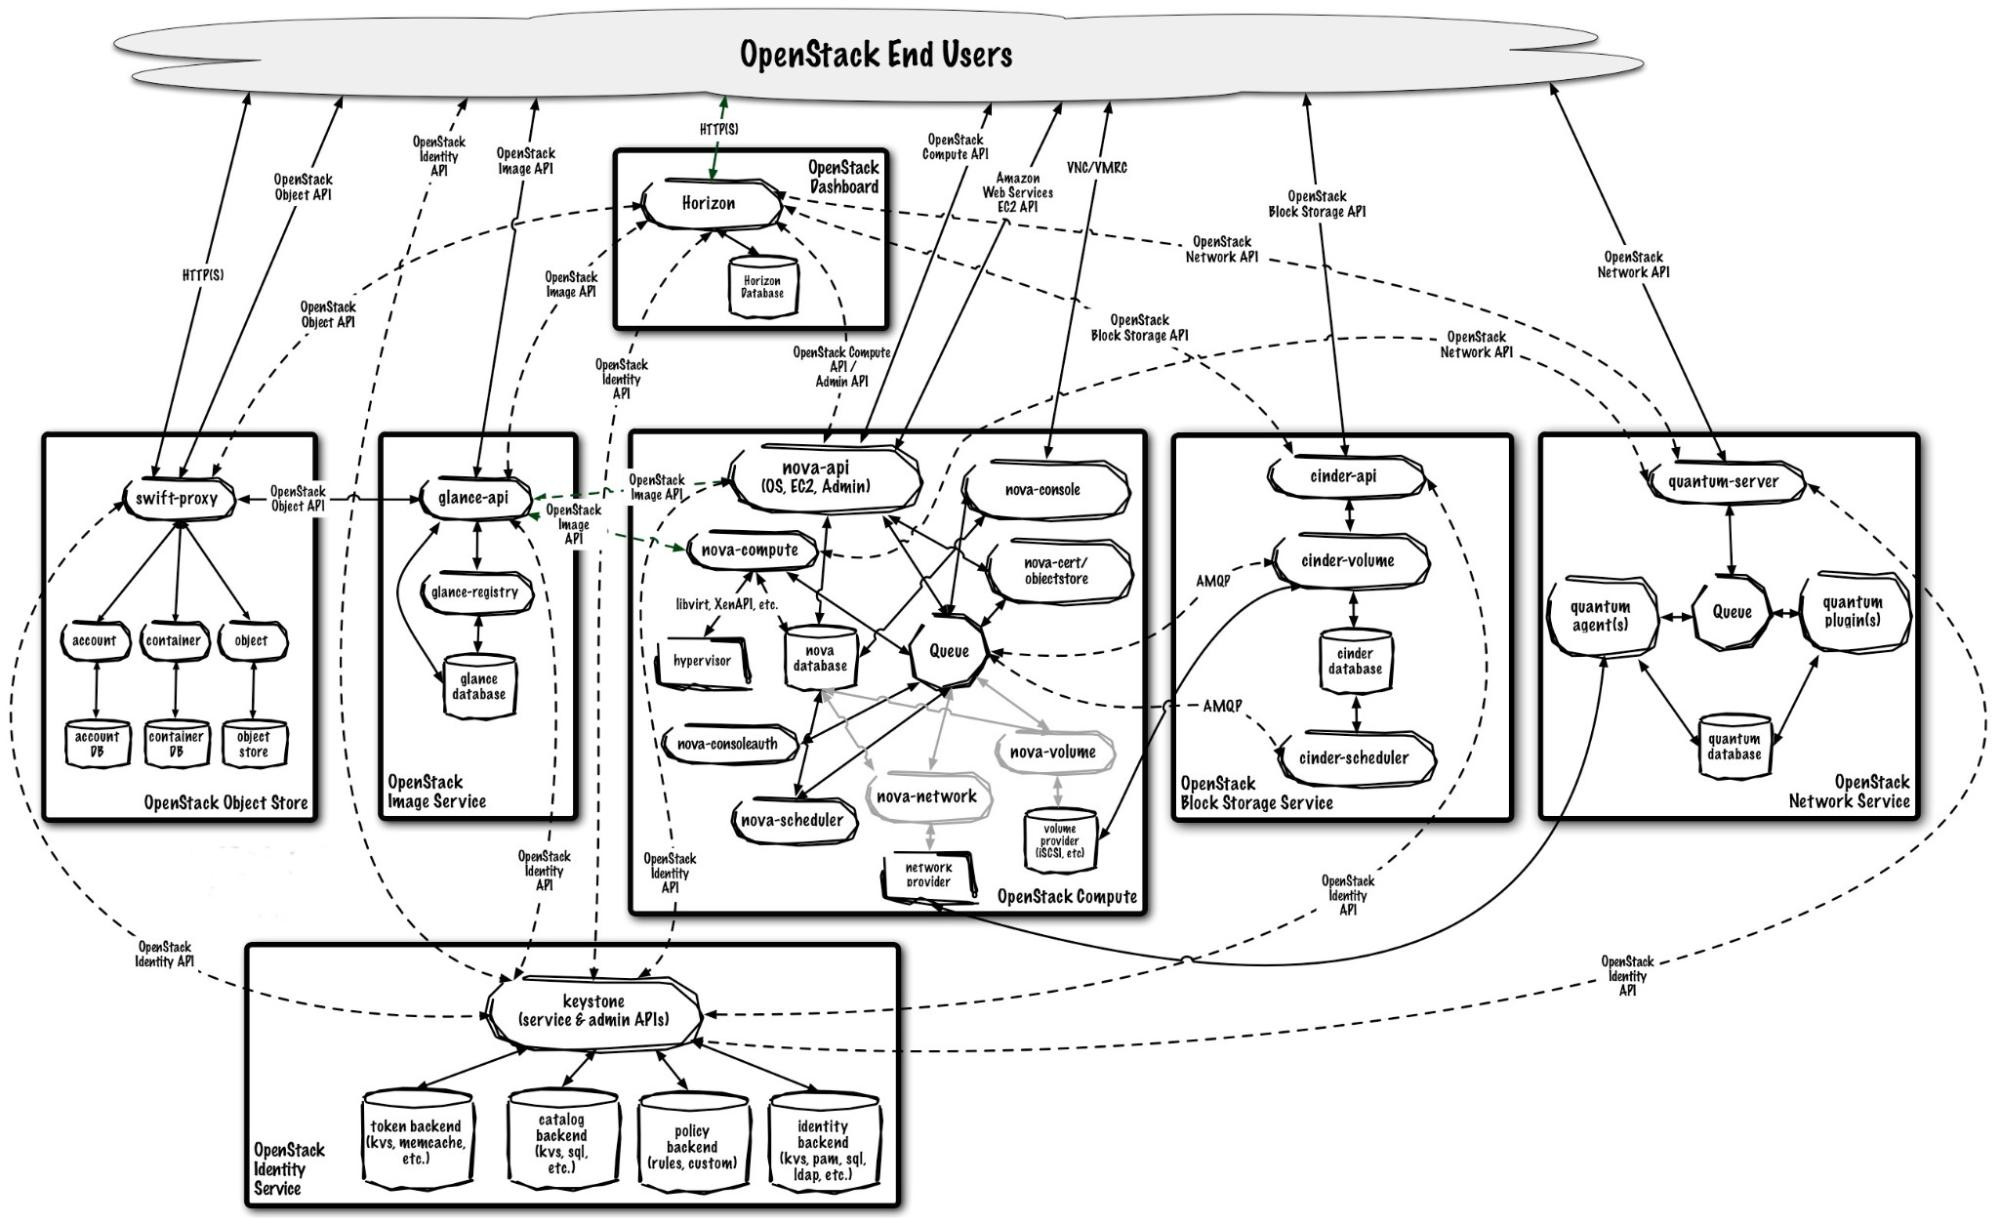 OpenStack End Users
HTTP(S)
OpenStack
Object API
OpenStack
Identity
API
OpenStack
Image API
HTTP(S)
OpenStack
Compute API
Amazon
Web Services
EC2 API
VNC/VMRC
OpenStack
Block Storage API
OpenStack
Network API
OpenStack
Dashboard
Horizon
Horizon
Database
OpenStack
Object API
OpenStack
Image API
OpenStack
Identity
API
OpenStack Compute
API /
Admin API
OpenStack
Network API
OpenStack
Block Storage API
OpenStack
Network API
swift-proxy
OpenStack
Object API
account
container
object
account
DB
container
DB
object
store
OpenStack Object Store
glance-api
glance-registry
glance
database
OpenStack
Image Service
OpenStack
Image API
OpenStack
Image
API
nova-api
(OS, EC2, Admin)
nova-console
nova-compute
nova-cert/
objectstore
libvirt, XenAPI, etc.
hypervisor
nova
database
Queue
nova-consoleauth
nova-scheduler
nova-network
nova-volume
network
provider
volume
provider
(iSCSI, etc)
OpenStack Compute
cinder-api
cinder-volume
AMQP
cinder
database
AMQP
cinder-scheduler
OpenStack
Block Storage Service
quantum-server
quantum
agent(s)
Queue
quantum
plugin(s)
quantum
database
OpenStack
Network Service
OpenStack
Identity API
OpenStack
Identity
API
OpenStack
Identity
API
OpenStack
Identity
API
OpenStack
Identity
API
keystone
(service & admin APIs)
token backend
(kvs, memcache,
etc.)
catalog
backend
(kvs, sql,
etc.)
policy
backend
(rules, custom)
identity
backend
(kvs, pam, sql,
ldap, etc.)
OpenStack
Identity
Service